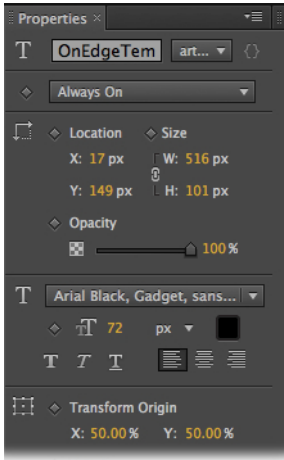 Properties ×
T OnEdgeTem art... {}
Always On
Location Size
X: 17 px W: 516 px
Y: 149 px H: 101 px
Opacity
100%
T Arial Black, Gadget, sans...
TT 72 px
T T T
Transform Origin
X: 50.00% Y: 50.00%